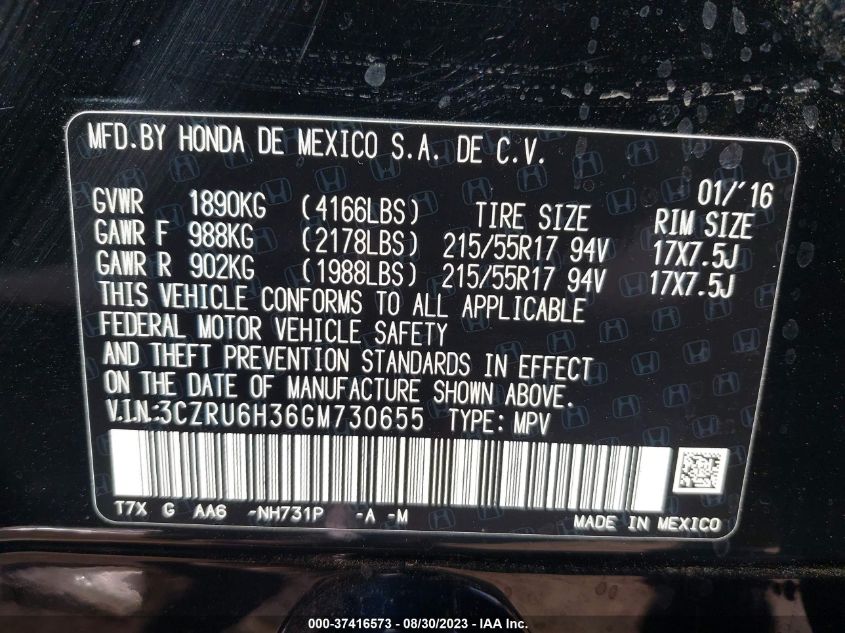 MFD.BY HONDA DE MEXICO S.A. DE C.V.
01/'16
GVWR 1890KG (4166LBS) TIRE SIZE RIM SIZE
GAWR F 988KG (2178LBS) 215/55R17 94V 17X7.5J
GAWR R 902KG (1988LBS) 215/55R17 94V 17X7.5J
THIS VEHICLE CONFORMS TO ALL APPLICABLE
FEDERAL MOTOR VEHICLE SAFETY
AND THEFT PREVENTION STANDARDS IN EFFECT
ON THE DATE OF MANUFACTURE SHOWN ABOVE.
V.I.N:3CZRU6H36GM730655 TYPE: MPV
T7X G AA6 -NH731P -A -M
MADE IN MEXICO
000-37416573 - 08/30/2023 - IAA Inc.